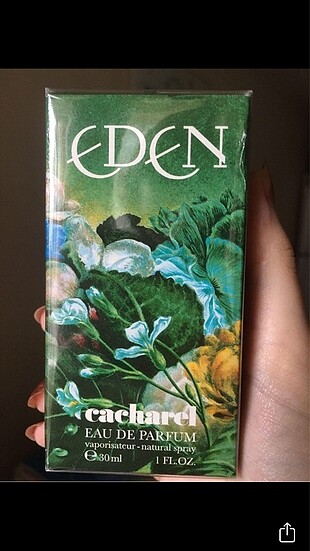 EDEN
cacharel
EAU DE PARFUM
vaporisateur - natural spray
℮ 30 ml 1 FL.OZ.